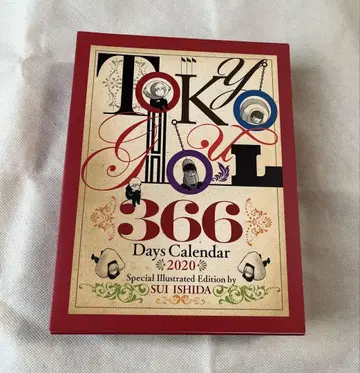 TOKYO
GHOUL
366
Days Calendar
2020
Special Illustrated Edition by
SUI ISHIDA